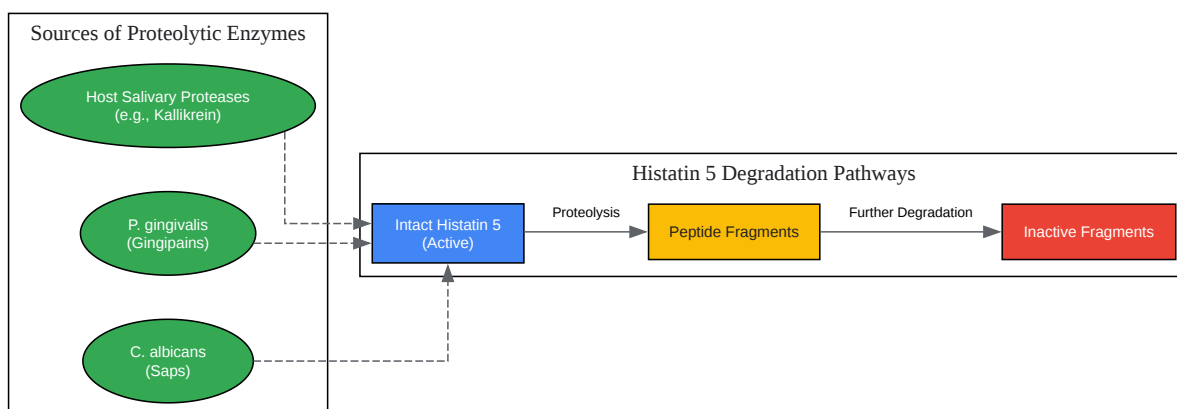 Sources of Proteolytic Enzymes
Host Salivary Proteases
(e.g., Kallikrein)
P. gingivalis
(Gingipains)
C. albicans
(Saps)
Histatin 5 Degradation Pathways
Intact Histatin 5
(Active)
Proteolysis
Peptide Fragments
Further Degradation
Inactive Fragments